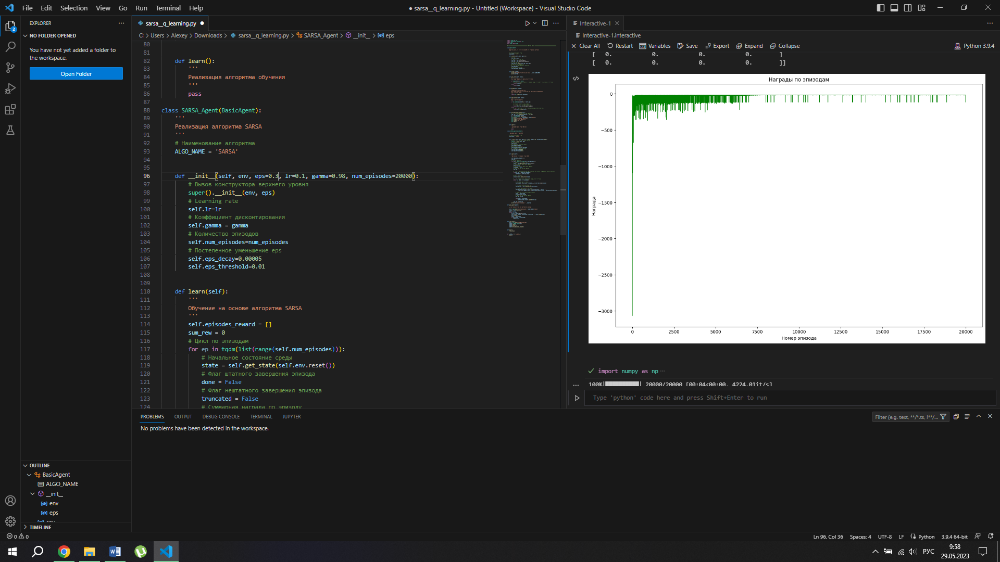 File Edit Selection View Go Run Terminal Help
● sarsa__q_learning.py - Untitled (Workspace) - Visual Studio Code
EXPLORER
NO FOLDER OPENED
You have not yet added a folder to
the workspace.
Open Folder
2
sarsa__q_learning.py
C: > Users > Alexey > Downloads > sarsa__q_learning.py > SARSA_Agent > __init__ > eps
80
81
82 def learn():
83 '''
84 Реализация алгоритма обучения
85 '''
86 pass
87
88 class SARSA_Agent(BasicAgent):
89 '''
90 Реализация алгоритма SARSA
91 '''
92 # Наименование алгоритма
93 ALGO_NAME = 'SARSA'
94
95
96 def __init__(self, env, eps=0.3, lr=0.1, gamma=0.98, num_episodes=20000):
97 # Вызов конструктора верхнего уровня
98 super().__init__(env, eps)
99 # Learning rate
100 self.lr=lr
101 # Коэффициент дисконтирования
102 self.gamma = gamma
103 # Количество эпизодов
104 self.num_episodes=num_episodes
105 # Постепенное уменьшение eps
106 self.eps_decay=0.00005
107 self.eps_threshold=0.01
108
109
110 def learn(self):
111 '''
112 Обучение на основе алгоритма SARSA
113 '''
114 self.episodes_reward = []
115 sum_rew = 0
116 # Цикл по эпизодам
117 for ep in tqdm(list(range(self.num_episodes))):
118 # Начальное состояние среды
119 state = self.get_state(self.env.reset())
120 # Флаг штатного завершения эпизода
121 done = False
122 # Флаг нештатного завершения эпизода
123 truncated = False
124 # Суммарная награда по эпизоду
Interactive-1
Interactive-1.interactive
Clear All Restart Variables Save Export Expand Collapse Python 3.9.4
[ 0. 0. 0. 0. ]
[ 0. 0. 0. 0. ]]
Награды по эпизодам
0
−500
−1000
−1500
−2000
−2500
−3000
Награда
0 2500 5000 7500 10000 12500 15000 17500 20000
Номер эпизода
import numpy as np ...
100%|██████████| 20000/20000 [00:04<00:00, 4224.01it/s]
Type 'python' code here and press Shift+Enter to run
PROBLEMS OUTPUT DEBUG CONSOLE TERMINAL JUPYTER
Filter (e.g. text, **/*.ts, !**/...
No problems have been detected in the workspace.
OUTLINE
BasicAgent
ALGO_NAME
__init__
env
eps
TIMELINE
0 0
Ln 96, Col 36 Spaces: 4 UTF-8 LF Python 3.9.4 64-bit
РУС
9:58
29.05.2023